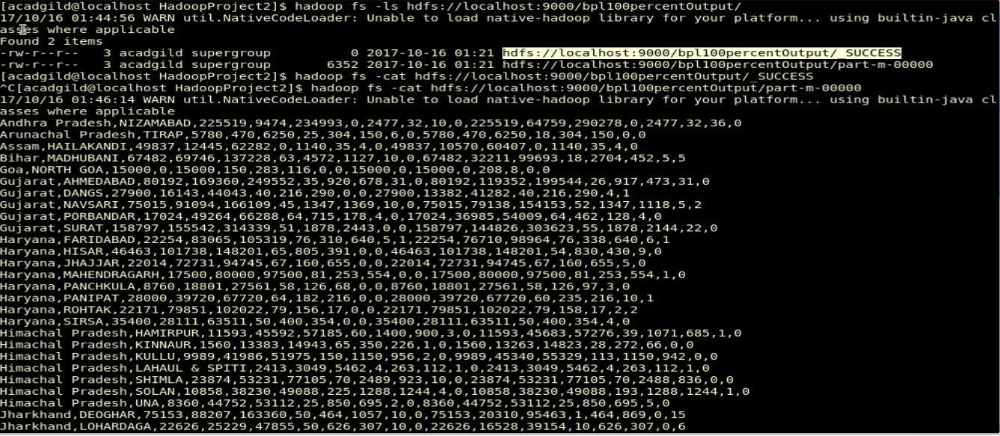 [acadgild@localhost HadoopProject2]$ hadoop fs -ls hdfs://localhost:9000/bpl100percentOutput/
17/10/16 01:44:56 WARN util.NativeCodeLoader: Unable to load native-hadoop library for your platform... using builtin-java cl
asses where applicable
Found 2 items
-rw-r--r--   3 acadgild supergroup          0 2017-10-16 01:21 hdfs://localhost:9000/bpl100percentOutput/_SUCCESS
-rw-r--r--   3 acadgild supergroup       6352 2017-10-16 01:21 hdfs://localhost:9000/bpl100percentOutput/part-m-00000
[acadgild@localhost HadoopProject2]$ hadoop fs -cat hdfs://localhost:9000/bpl100percentOutput/_SUCCESS
^C[acadgild@localhost HadoopProject2]$ hadoop fs -cat hdfs://localhost:9000/bpl100percentOutput/part-m-00000
17/10/16 01:46:14 WARN util.NativeCodeLoader: Unable to load native-hadoop library for your platform... using builtin-java cl
asses where applicable
Andhra Pradesh,NIZAMABAD,225519,9474,234993,0,2477,32,10,0,225519,64759,290278,0,2477,32,36,0
Arunachal Pradesh,TIRAP,5780,470,6250,25,304,150,6,0,5780,470,6250,18,304,150,0,0
Assam,HAILAKANDI,49837,12445,62282,0,1140,35,4,0,49837,10570,60407,0,1140,35,4,0
Bihar,MADHUBANI,67482,69746,137228,63,4572,1127,10,0,67482,32211,99693,18,2704,452,5,5
Goa,NORTH GOA,15000,0,15000,150,283,116,0,0,15000,0,15000,0,208,8,0,0
Gujarat,AHMEDABAD,80192,169360,249552,35,920,678,31,0,80192,119352,199544,26,917,473,31,0
Gujarat,DANGS,27900,16143,44043,40,216,290,0,0,27900,13382,41282,40,216,290,4,1
Gujarat,NAVSARI,75015,91094,166109,45,1347,1369,10,0,75015,79138,154153,52,1347,1118,5,2
Gujarat,PORBANDAR,17024,49264,66288,64,715,178,4,0,17024,36985,54009,64,462,128,4,0
Gujarat,SURAT,158797,155542,314339,51,1878,2443,0,0,158797,144826,303623,55,1878,2144,22,0
Haryana,FARIDABAD,22254,83065,105319,76,310,640,5,1,22254,76710,98964,76,338,640,6,1
Haryana,HISAR,46463,101738,148201,65,805,391,0,0,46463,101738,148201,54,830,430,9,0
Haryana,JHAJJAR,22014,72731,94745,67,160,655,0,0,22014,72731,94745,67,160,655,5,0
Haryana,MAHENDRAGARH,17500,80000,97500,81,253,554,0,0,17500,80000,97500,81,253,554,1,0
Haryana,PANCHKULA,8760,18801,27561,58,126,68,0,0,8760,18801,27561,58,126,97,3,0
Haryana,PANIPAT,28000,39720,67720,64,182,216,0,0,28000,39720,67720,60,235,216,10,1
Haryana,ROHTAK,22171,79851,102022,79,156,17,0,0,22171,79851,102022,79,158,17,2,2
Haryana,SIRSA,35400,28111,63511,50,400,354,0,0,35400,28111,63511,50,400,354,4,0
Himachal Pradesh,HAMIRPUR,11593,45592,57185,60,1400,900,3,0,11593,45683,57276,39,1071,685,1,0
Himachal Pradesh,KINNAUR,1560,13383,14943,65,350,226,1,0,1560,13263,14823,28,272,66,0,0
Himachal Pradesh,KULLU,9989,41986,51975,150,1150,956,2,0,9989,45340,55329,113,1150,942,0,0
Himachal Pradesh,LAHAUL & SPITI,2413,3049,5462,4,263,112,1,0,2413,3049,5462,4,263,112,1,0
Himachal Pradesh,SHIMLA,23874,53231,77105,70,2489,923,10,0,23874,53231,77105,70,2488,836,0,0
Himachal Pradesh,SOLAN,10858,38230,49088,225,1288,1244,4,0,10858,38230,49088,193,1288,1244,1,0
Himachal Pradesh,UNA,8360,44752,53112,25,850,695,2,0,8360,44752,53112,25,850,695,5,0
Jharkhand,DEOGHAR,75153,88207,163360,50,464,1057,10,0,75153,20310,95463,1,464,869,0,15
Jharkhand,LOHARDAGA,22626,25229,47855,50,626,307,10,0,22626,16528,39154,10,626,307,0,6